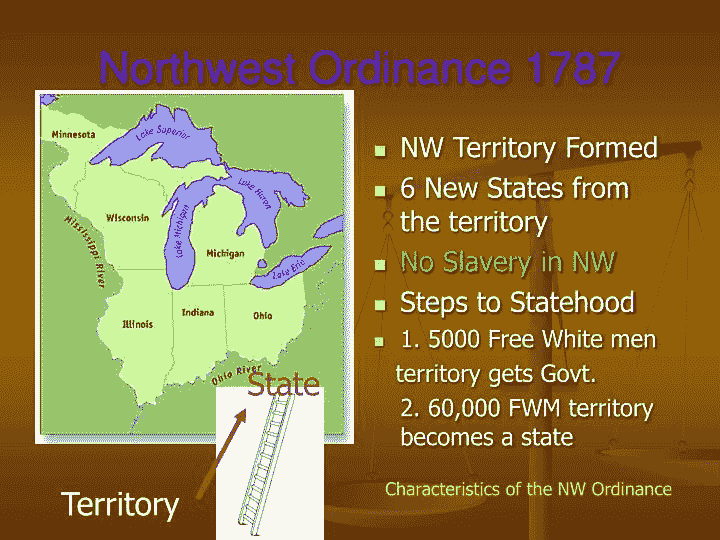 Northwest Ordinance 1787
Minnesota
Lake Superior
Wisconsin
Lake Michigan
Lake Huron
Michigan
Lake Erie
Mississippi River
Illinois
Indiana
Ohio
Ohio River
State
Territory
NW Territory Formed
6 New States from
the territory
No Slavery in NW
Steps to Statehood
1. 5000 Free White men
territory gets Govt.
2. 60,000 FWM territory
becomes a state
Characteristics of the NW Ordinance